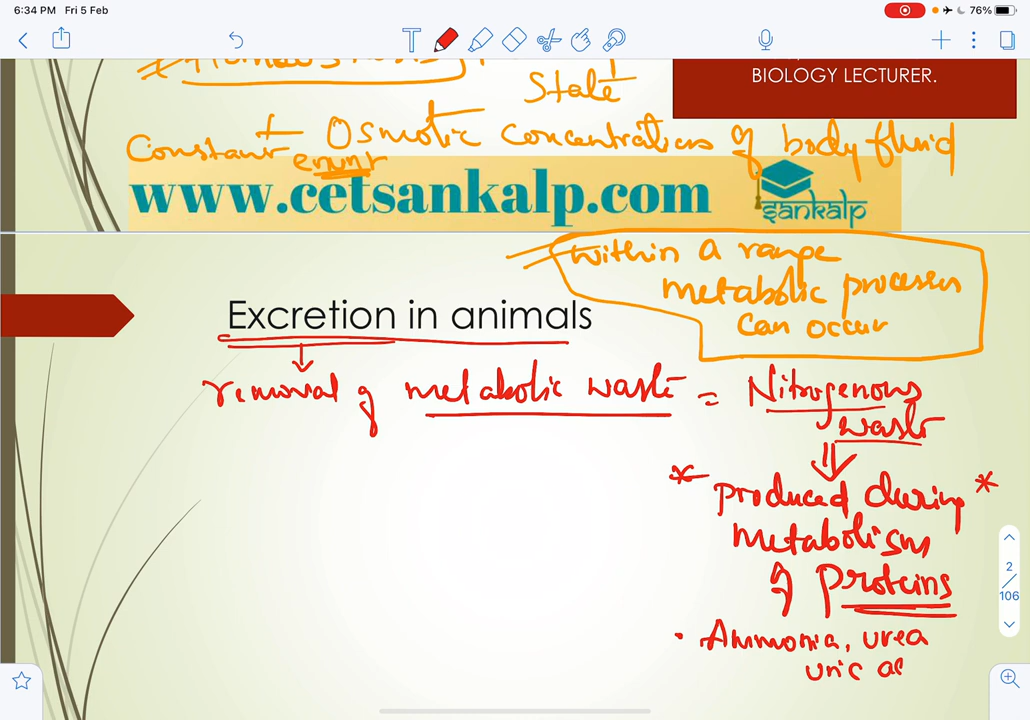 6:34 PM Fri 5 Feb
76%
T
State
BIOLOGY LECTURER.
Constant Osmotic concentrations of body fluid
www.cetsankalp.com
sankalp
within a range
metabolic processes
can occur
Excretion in animals
removal of metabolic waste = Nitrogenous
waste
* produced during *
metabolism
of proteins
2
106
• Ammonia, urea
uric ac